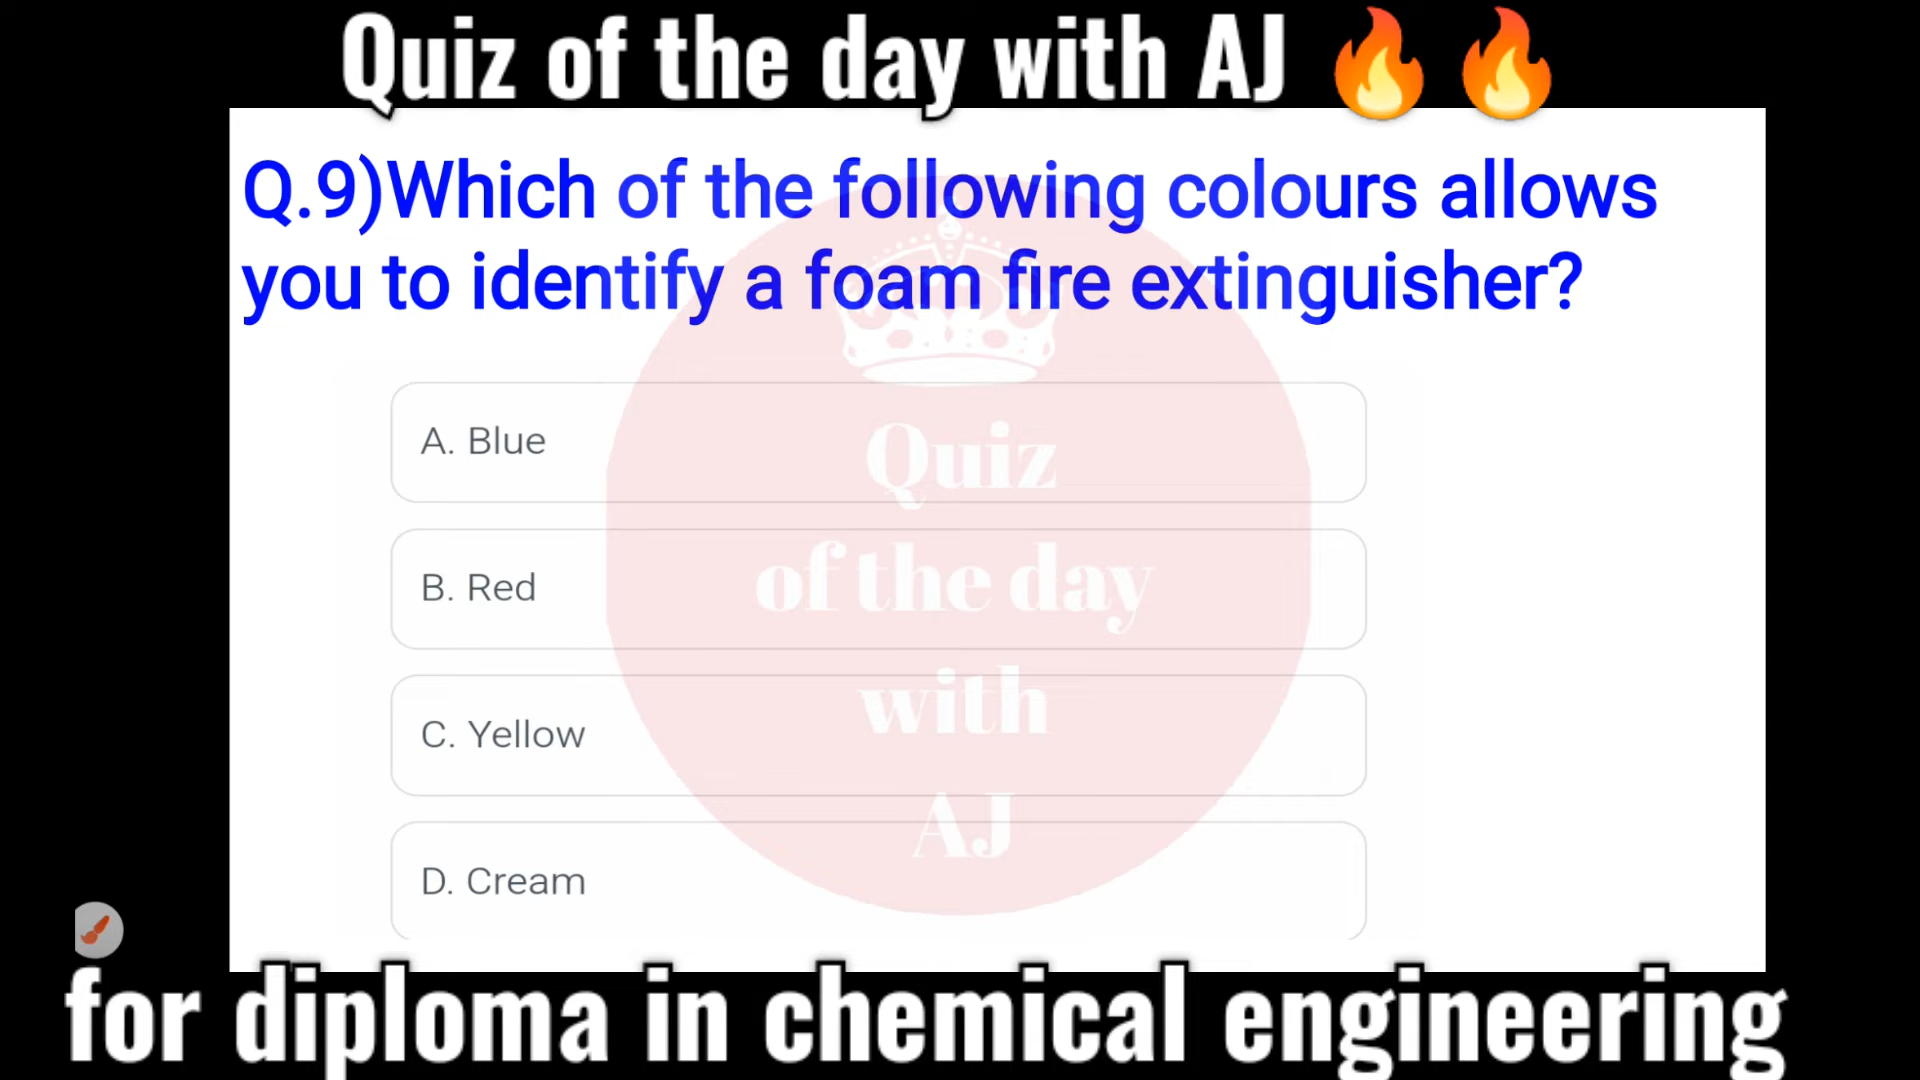 Quiz of the day with AJ 🔥🔥
Q.9)Which of the following colours allows
you to identify a foam fire extinguisher?
A. Blue
B. Red
C. Yellow
D. Cream
Quiz
of the day
with
AJ
for diploma in chemical engineering